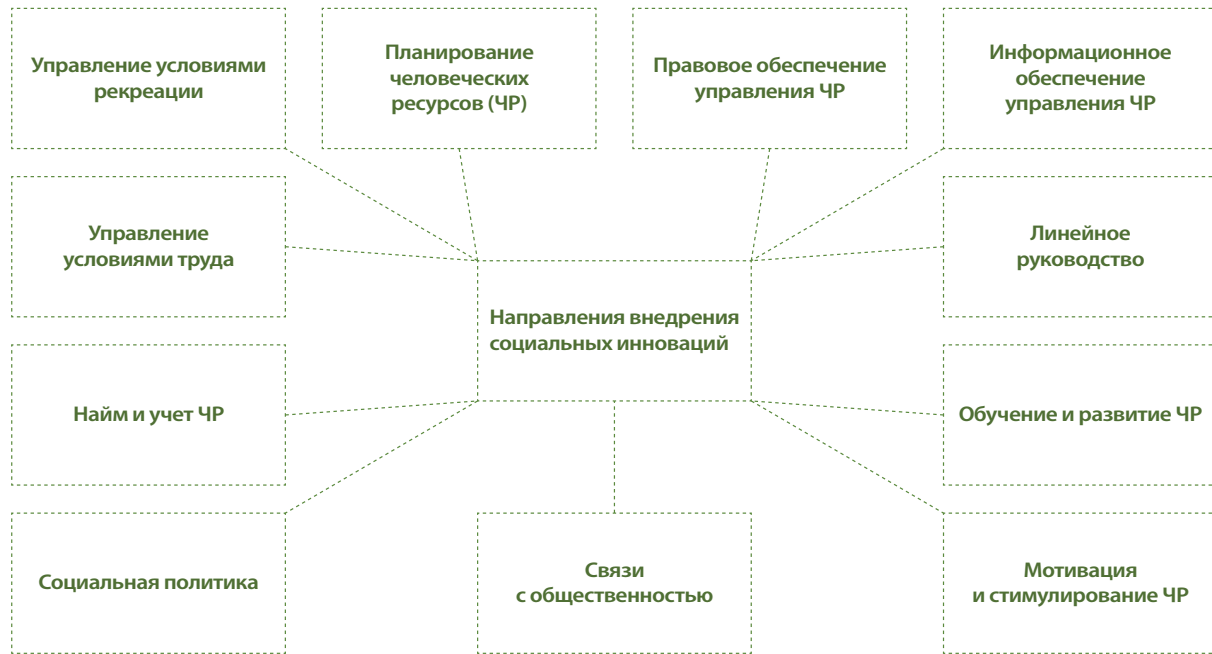 Управление условиями
рекреации
Планирование
человеческих
ресурсов (ЧР)
Правовое обеспечение
управления ЧР
Информационное
обеспечение
управления ЧР
Управление
условиями труда
Линейное
руководство
Направления внедрения
социальных инноваций
Найм и учет ЧР
Обучение и развитие ЧР
Социальная политика
Связи
с общественностью
Мотивация
и стимулирование ЧР